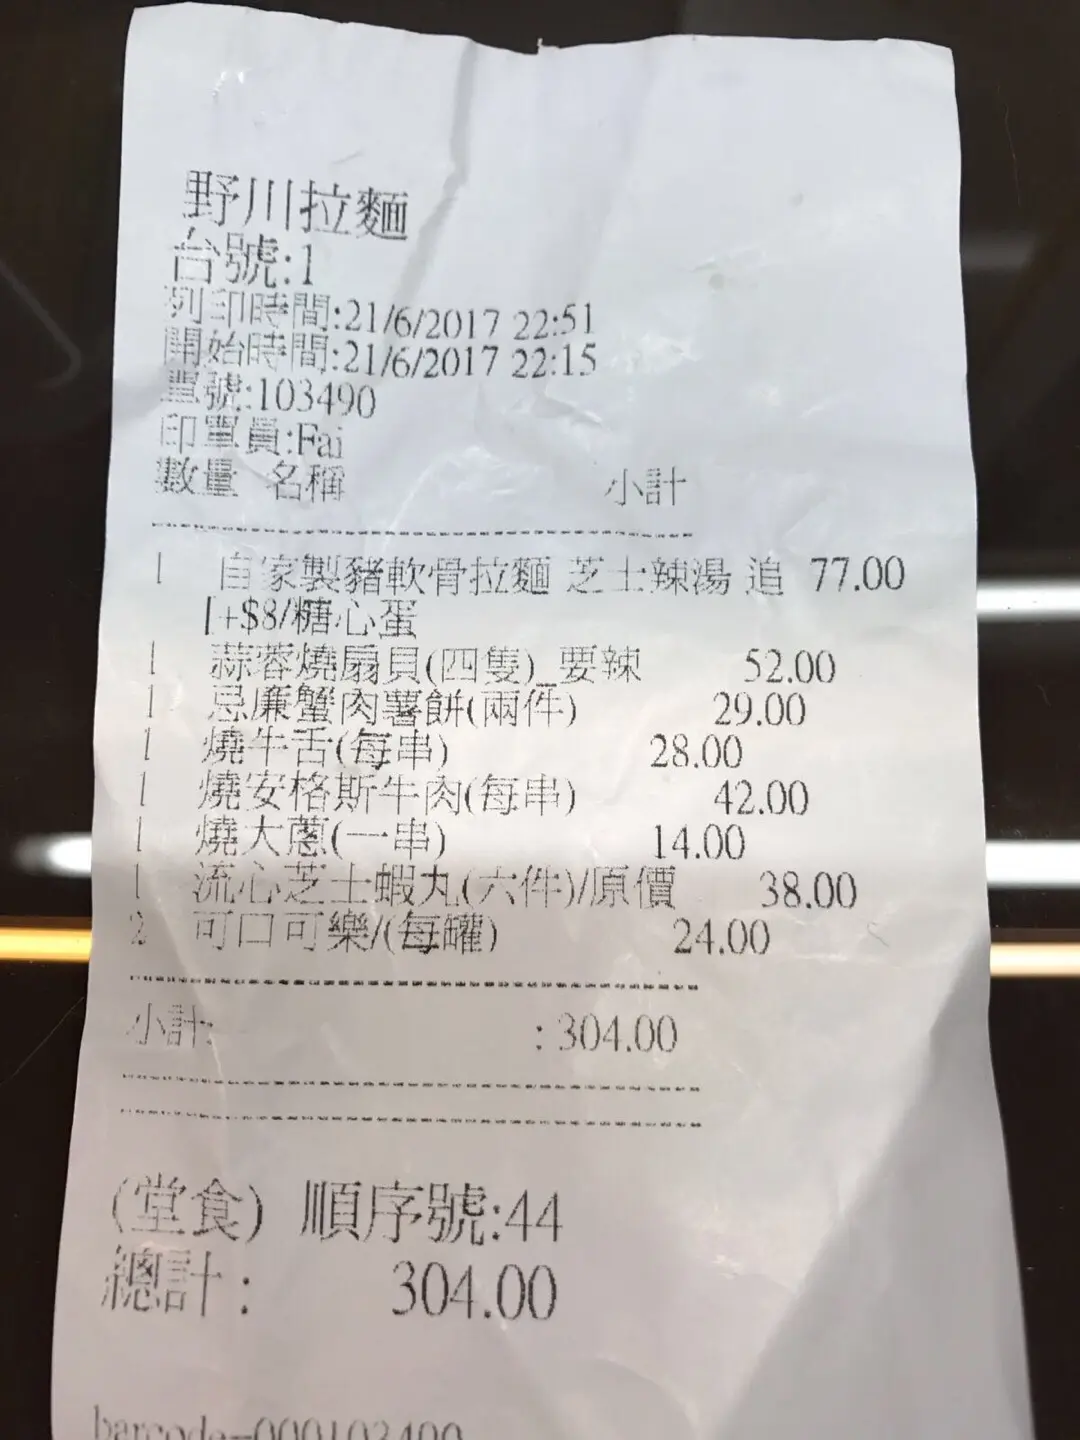 野川拉麵
台號:1
列印時間:21/6/2017 22:51
開始時間:21/6/2017 22:15
單號:103490
印單員:Fai
數量 名稱 小計
1 自家製豬軟骨拉麵 芝士辣湯 追 77.00
[+$8/糖心蛋
1 蒜蓉燒扇貝(四隻)_要辣 52.00
1 忌廉蟹肉薯餅(兩件) 29.00
1 燒牛舌(每串) 28.00
1 燒安格斯牛肉(每串) 42.00
1 燒大蔥(一串) 14.00
1 流心芝士蝦丸(六件)/原價 38.00
2 可口可樂/(每罐) 24.00
小計: : 304.00
(堂食) 順序號:44
總計: 304.00
barcode-000103490